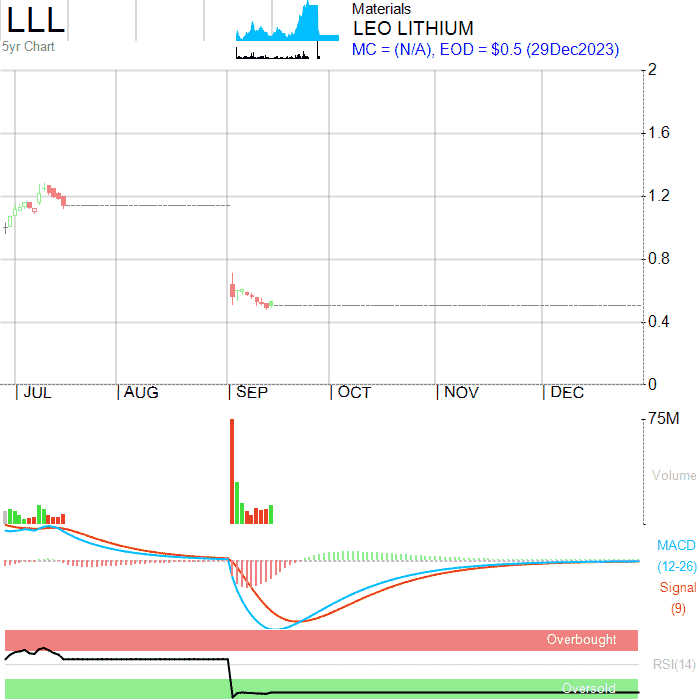 LLL
5yr Chart
Materials
LEO LITHIUM
MC = (N/A), EOD = $0.5 (29Dec2023)
2
1.6
1.2
0.8
0.4
0
| JUL | AUG | SEP | OCT | NOV | DEC
75M
Volume
MACD
(12-26)
Signal
(9)
Overbought
RSI(14)
Oversold